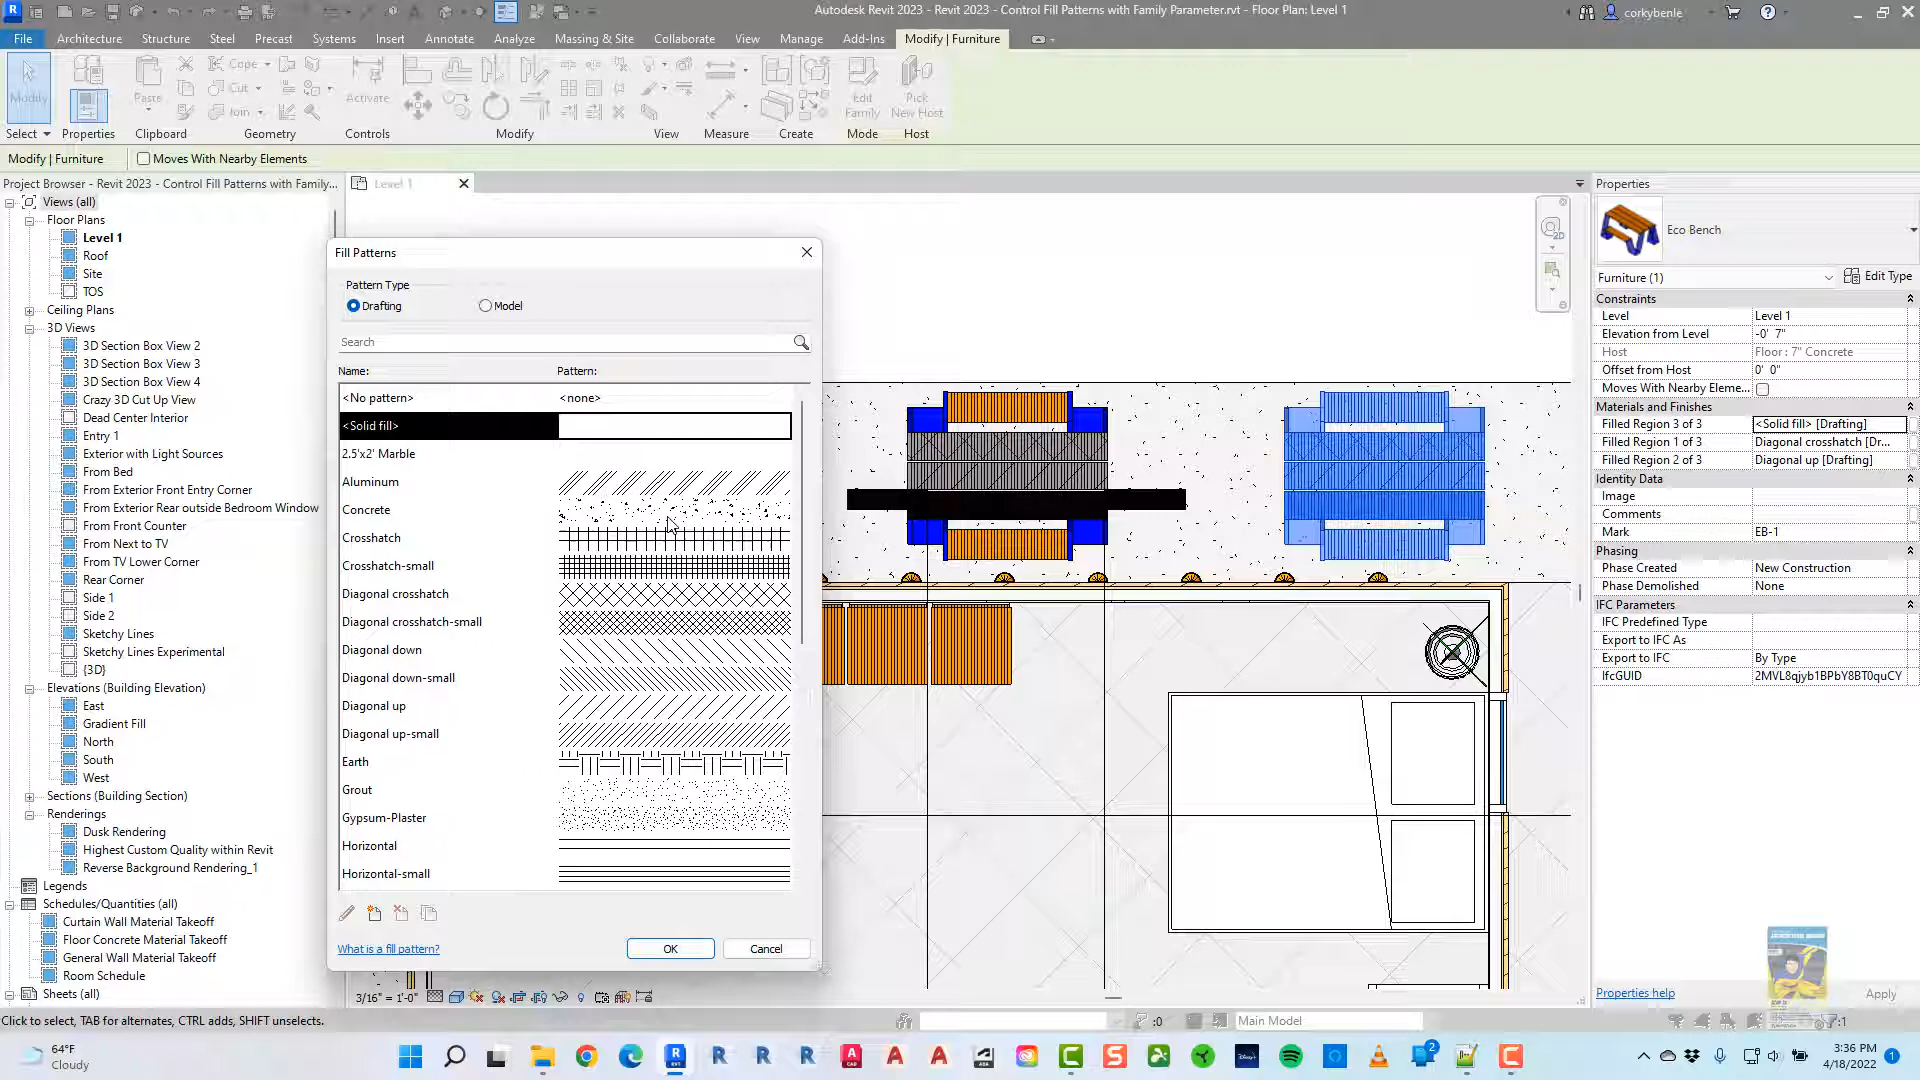 Autodesk Revit 2023 - Revit 2023 - Control Fill Patterns with Family Parameter.rvt - Floor Plan: Level 1
corkybenle
File Architecture Structure Steel Precast Systems Insert Annotate Analyze Massing & Site Collaborate View Manage Add-Ins Modify | Furniture
Modify
Paste
Cope
Cut
Join
Activate
Edit Family
Pick New Host
Select Properties Clipboard Geometry Controls Modify View Measure Create Mode Host
Modify | Furniture
Moves With Nearby Elements
Project Browser - Revit 2023 - Control Fill Patterns with Family...
Views (all)
Floor Plans
Level 1
Roof
Site
TOS
Ceiling Plans
3D Views
3D Section Box View 2
3D Section Box View 3
3D Section Box View 4
Crazy 3D Cut Up View
Dead Center Interior
Entry 1
Exterior with Light Sources
From Bed
From Exterior Front Entry Corner
From Exterior Rear outside Bedroom Window
From Front Counter
From Next to TV
From TV Lower Corner
Rear Corner
Side 1
Side 2
Sketchy Lines
Sketchy Lines Experimental
{3D}
Elevations (Building Elevation)
East
Gradient Fill
North
South
West
Sections (Building Section)
Renderings
Dusk Rendering
Highest Custom Quality within Revit
Reverse Background Rendering_1
Legends
Schedules/Quantities (all)
Curtain Wall Material Takeoff
Floor Concrete Material Takeoff
General Wall Material Takeoff
Room Schedule
Sheets (all)
Level 1
Fill Patterns
Pattern Type
Drafting Model
Search
Name: Pattern:
<No pattern> <none>
<Solid fill>
2.5'x2' Marble
Aluminum
Concrete
Crosshatch
Crosshatch-small
Diagonal crosshatch
Diagonal crosshatch-small
Diagonal down
Diagonal down-small
Diagonal up
Diagonal up-small
Earth
Grout
Gypsum-Plaster
Horizontal
Horizontal-small
What is a fill pattern?
OK Cancel
2D
Properties
Eco Bench
Furniture (1) Edit Type
Constraints
Level Level 1
Elevation from Level -0' 7"
Host Floor : 7" Concrete
Offset from Host 0' 0"
Moves With Nearby Eleme...
Materials and Finishes
Filled Region 3 of 3 <Solid fill> [Drafting]
Filled Region 1 of 3 Diagonal crosshatch [Dr...
Filled Region 2 of 3 Diagonal up [Drafting]
Identity Data
Image
Comments
Mark EB-1
Phasing
Phase Created New Construction
Phase Demolished None
IFC Parameters
IFC Predefined Type
Export to IFC As
Export to IFC By Type
IfcGUID 2MVL8qjyb1BPbY8BT0quCY
Properties help
Apply
3/16" = 1'-0"
Click to select, TAB for alternates, CTRL adds, SHIFT unselects.
:0
Main Model
:1
64°F
Cloudy
2
3:36 PM
4/18/2022
1